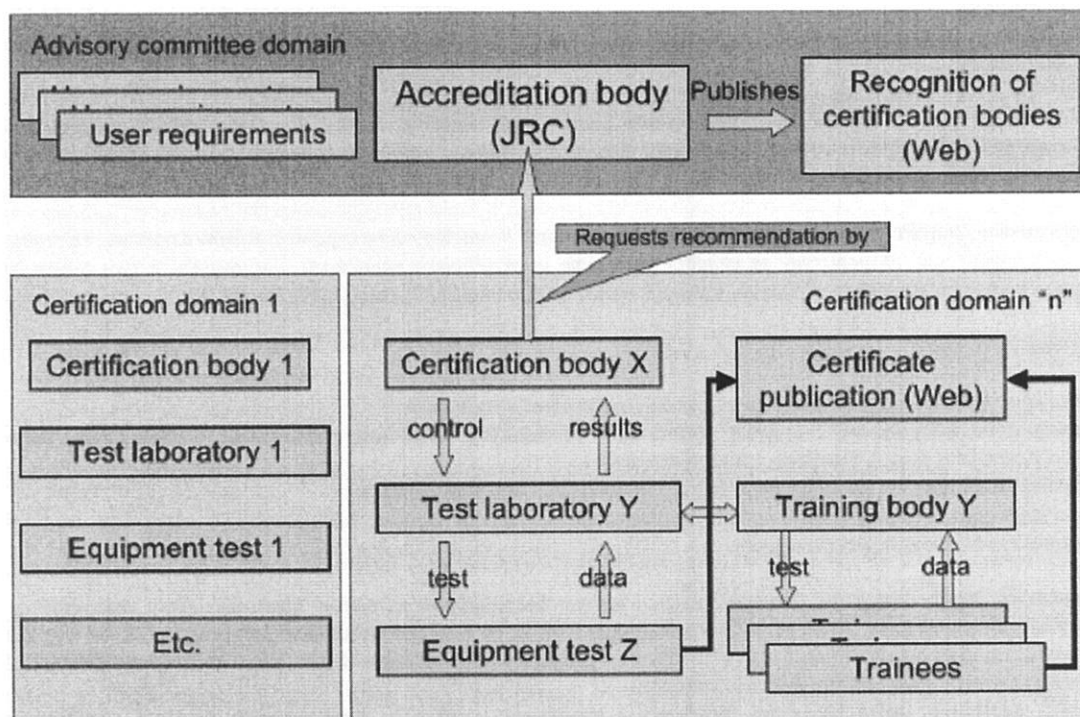 Advisory committee domain
User requirements
Accreditation body
(JRC)
Publishes
Recognition of
certification bodies
(Web)
Requests recommendation by
Certification domain 1
Certification body 1
Test laboratory 1
Equipment test 1
Etc.
Certification domain "n"
Certification body X
control
results
Test laboratory Y
test
data
Equipment test Z
Certificate
publication (Web)
Training body Y
test
data
Trainees